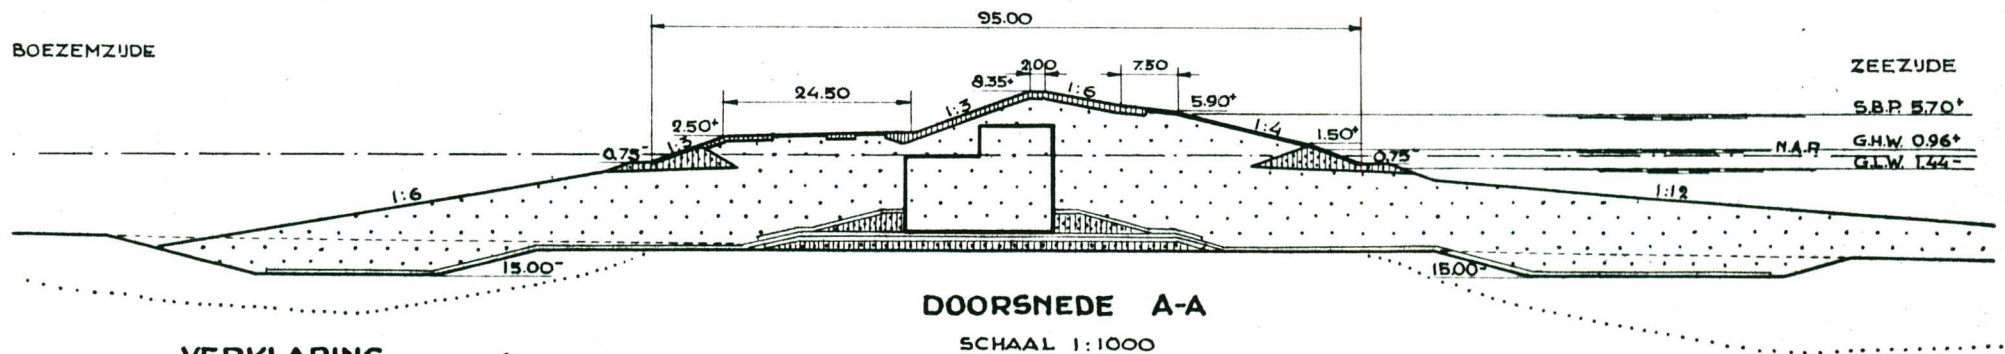 95.00
BOEZEMZIJDE
2.00
7.50
ZEEZIJDE
8.35+
1:6
24.50
1:3
5.90+
S.B.P. 5.70+
2.50+
1:4
1.50+
1:3
G.H.W. 0.96+
N.A.P.
0.75-
0.75-
G.L.W. 1.44-
1:6
1:12
15.00-
15.00-
DOORSNEDE A-A
SCHAAL 1:1000
VERKLARING